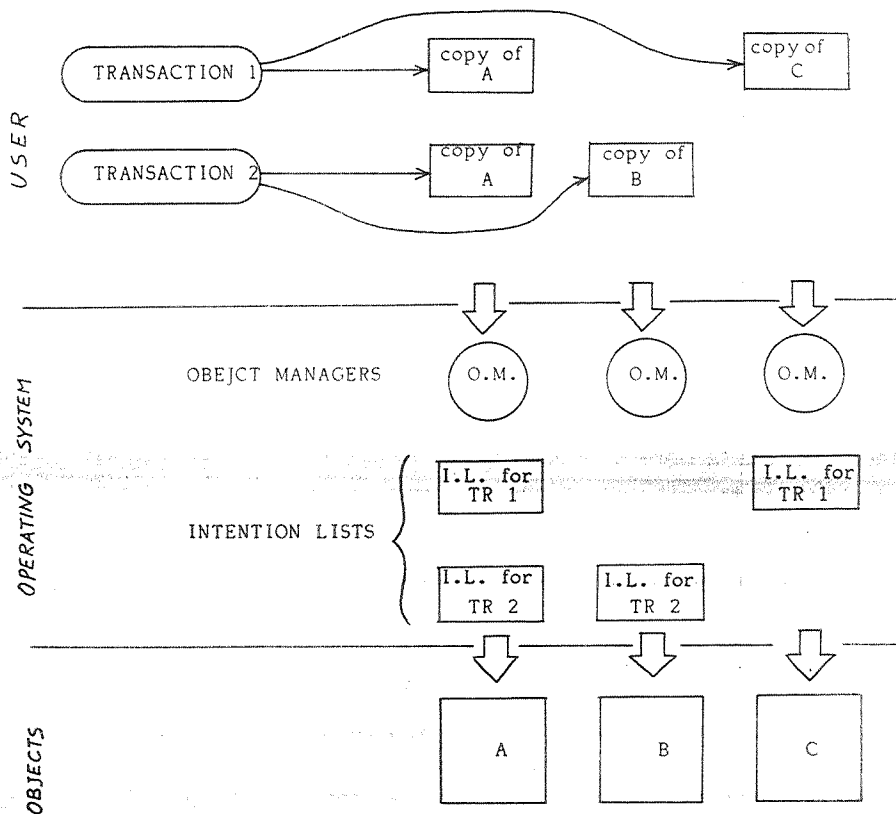 copy of
A
copy of
C
TRANSACTION 1
USER
TRANSACTION 2
copy of
A
copy of
B
OBEJCT MANAGERS
O.M.
O.M.
O.M.
OPERATING SYSTEM
I.L. for
TR 1
I.L. for
TR 1
INTENTION LISTS
I.L. for
TR 2
I.L. for
TR 2
OBJECTS
A
B
C